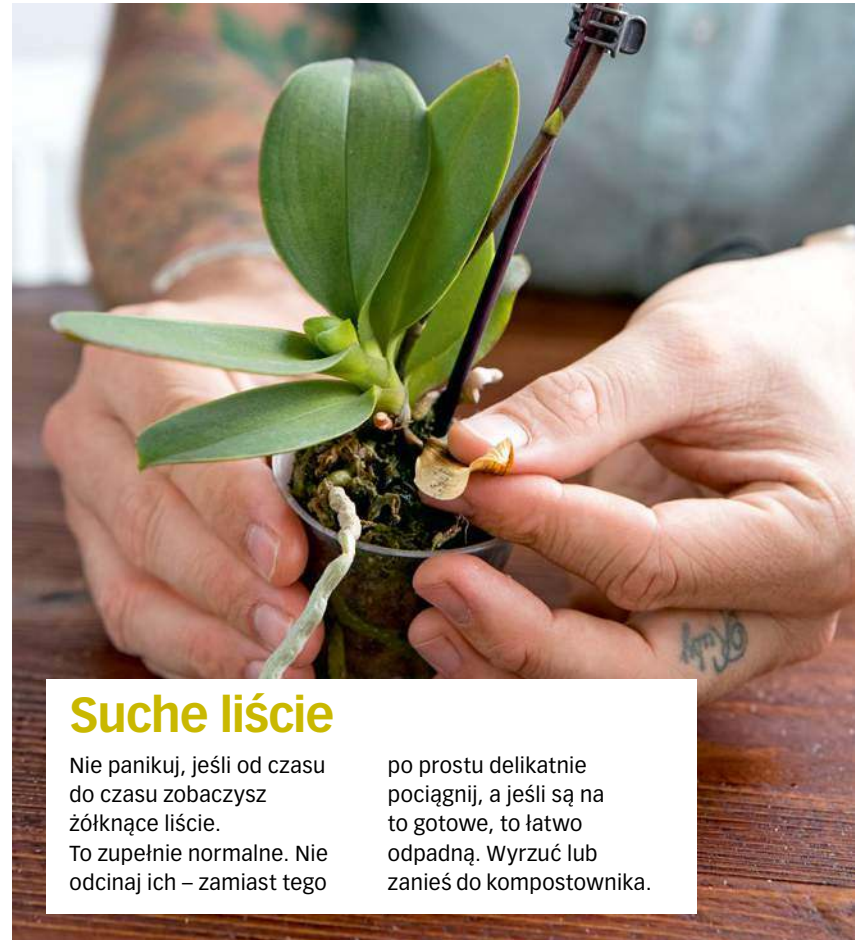 Suche liście
Nie panikuj, jeśli od czasu
do czasu zobaczysz
żółknące liście.
To zupełnie normalne. Nie
odcinaj ich – zamiast tego
po prostu delikatnie
pociągnij, a jeśli są na
to gotowe, to łatwo
odpadną. Wyrzuć lub
zanieś do kompostownika.
Ruby